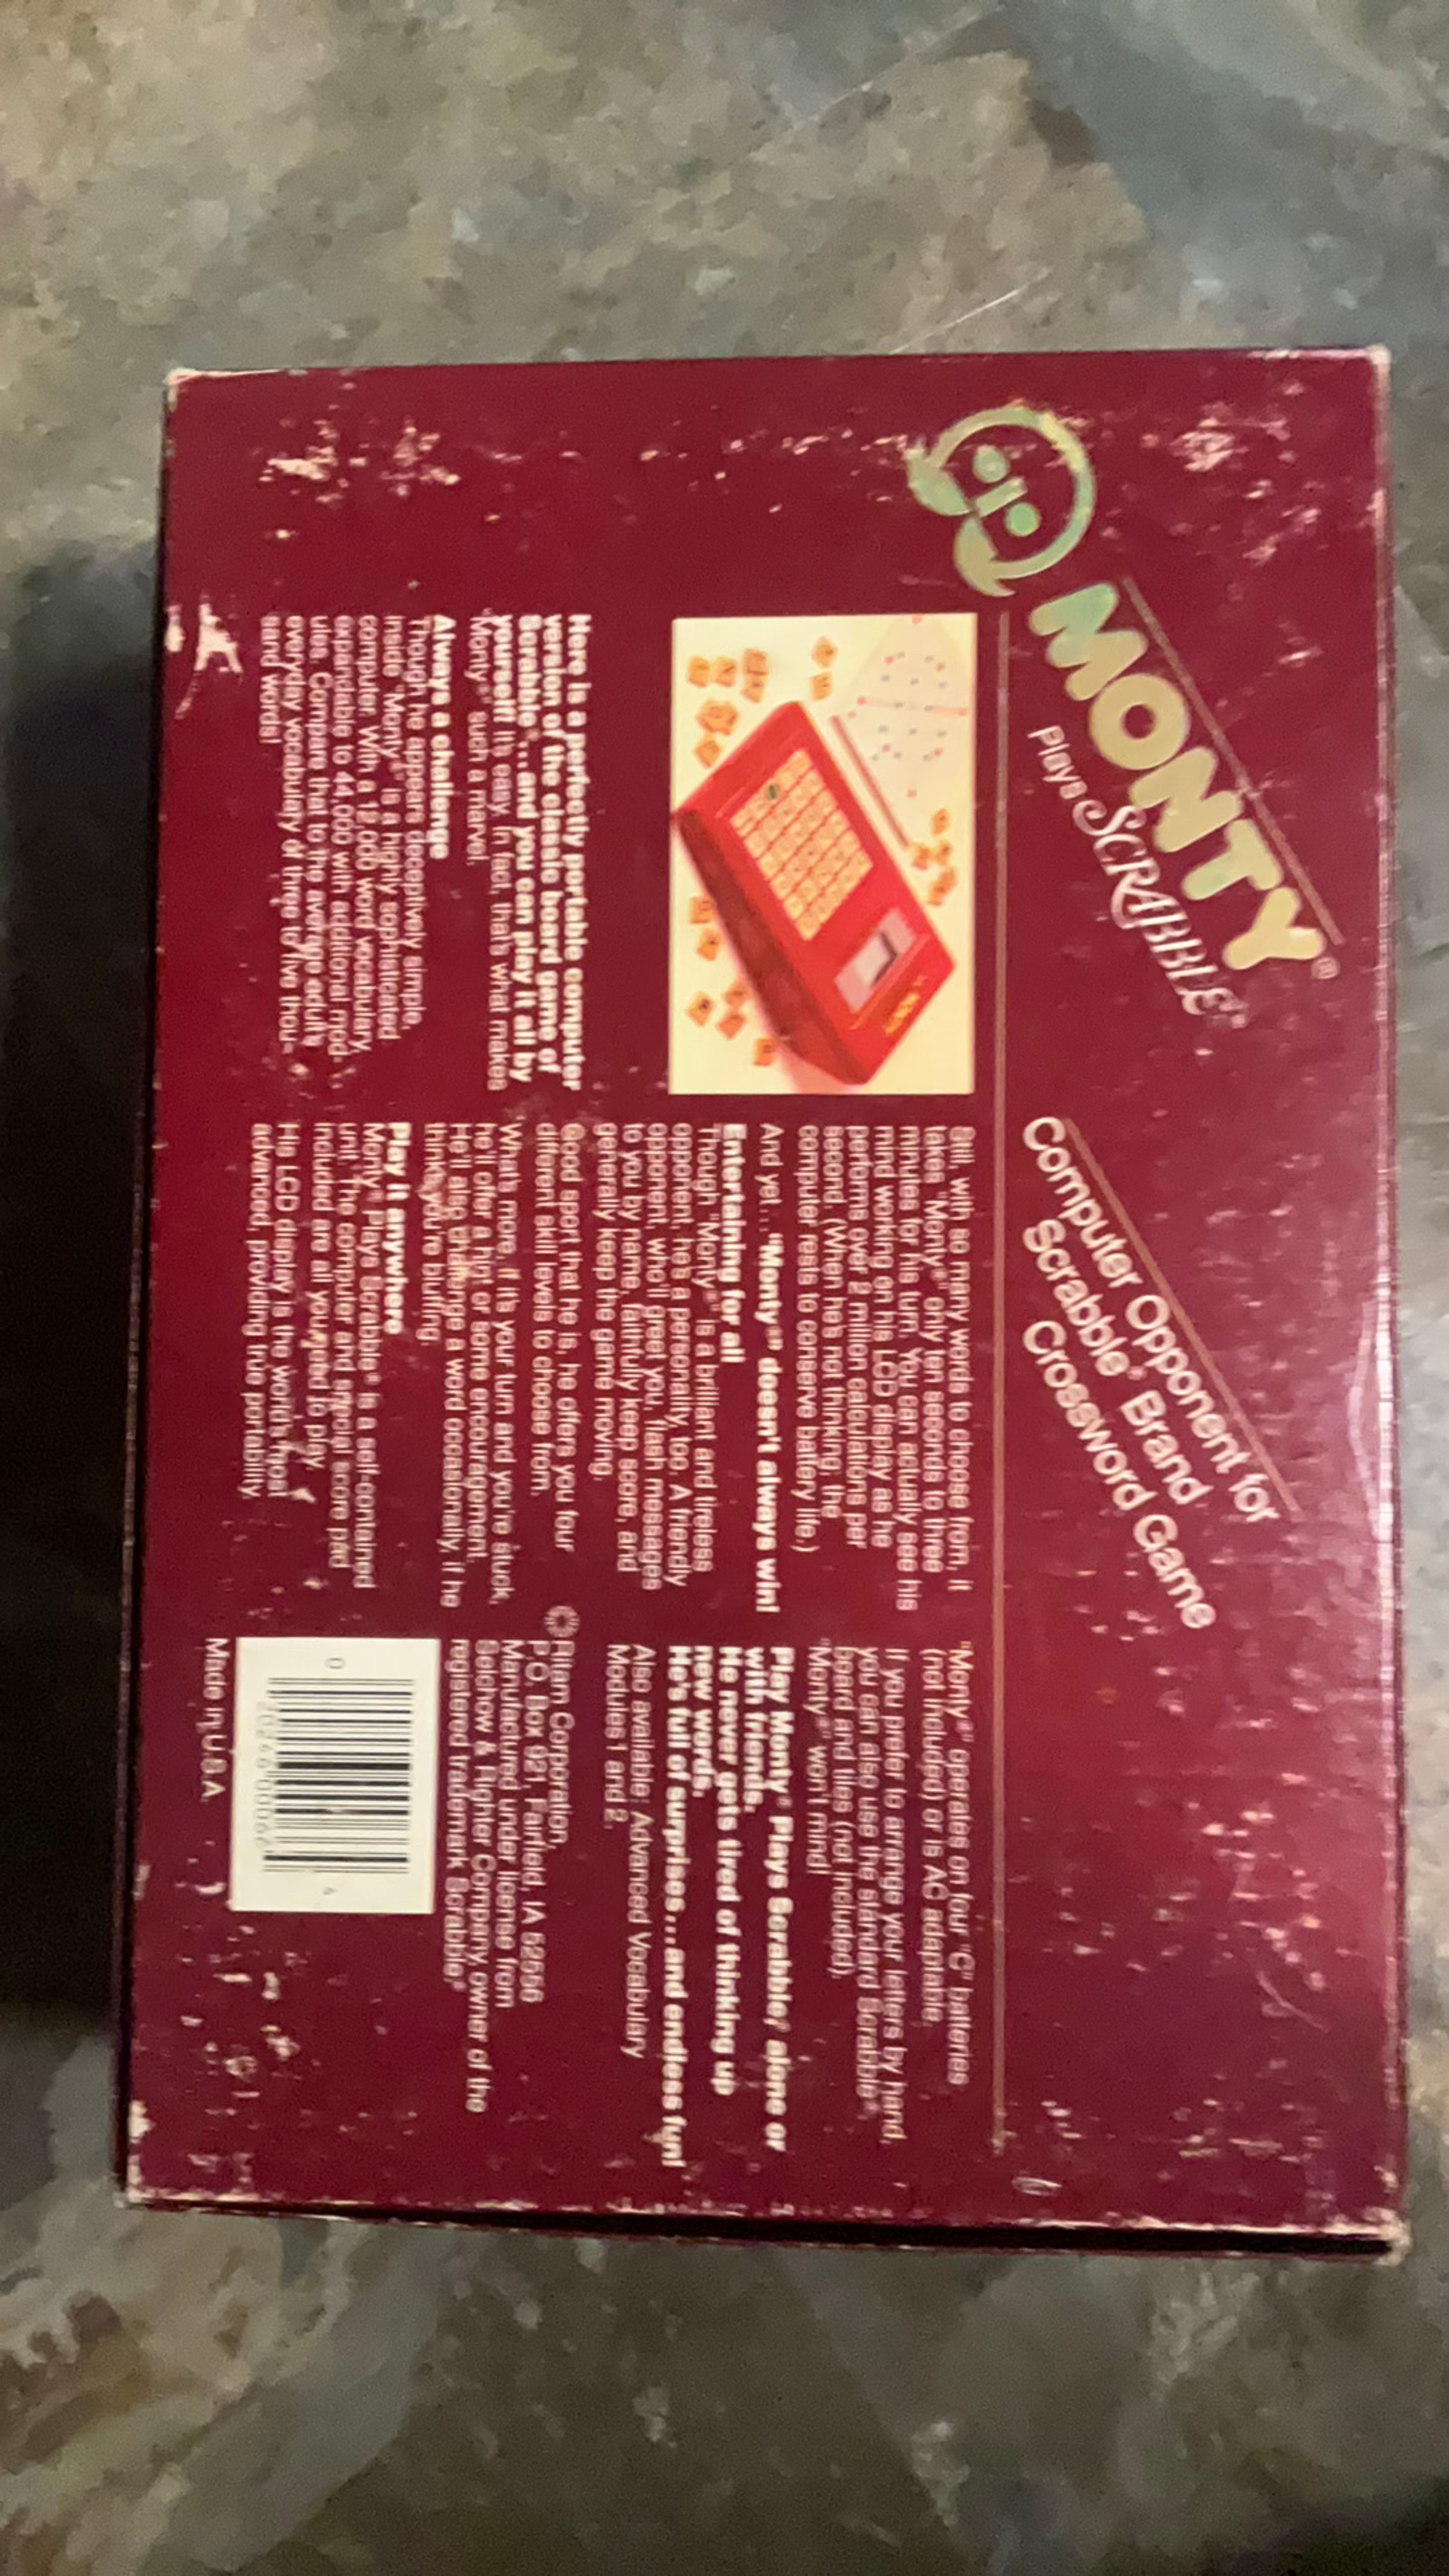 MONTY®
Plays SCRABBLE®
Computer Opponent for
Scrabble® Brand
Crossword Game
Here is a perfectly portable computer
version of the classic board game of
Scrabble®...and you can play it all by
yourself! It's easy. In fact, that's what makes
"Monty"® such a marvel.
Always a challenge
Though he appears deceptively simple,
inside "Monty"® is a highly sophisticated
computer. With a 12,000 word vocabulary,
expandable to 44,000 with additional mod-
ules. Compare that to the average adult's
everyday vocabulary of three to five thou-
sand words!
Still, with so many words to choose from, it
takes "Monty"® only ten seconds to three
minutes for his turn. You can actually see his
mind working on his LCD display as he
performs over 2 million calculations per
second. (When he's not thinking, the
computer rests to conserve battery life.)
And yet... "Monty"® doesn't always win!
Entertaining for all
Though "Monty"® is a brilliant and tireless
opponent, he's a personality, too. A friendly
opponent, who'll greet you, flash messages
to you by name, faithfully keep score, and
generally keep the game moving.
Good sport that he is, he offers you four
different skill levels to choose from.
What's more, if it's your turn and you're stuck,
he'll offer a hint or some encouragement.
He'll also challenge a word occasionally, if he
thinks you're bluffing.
Play it anywhere
Monty® Plays Scrabble® is a self-contained
unit. The computer and special score pad
included are all you need to play.
His LCD display is the world's most
advanced, providing true portability.
"Monty"® operates on four "C" batteries
(not included) or is AC adaptable.
If you prefer to arrange your letters by hand,
you can also use the standard Scrabble®
board and tiles (not included).
"Monty"® won't mind!
Play Monty® Plays Scrabble® alone or
with friends.
He never gets tired of thinking up
new words.
He's full of surprises...and endless fun!
Also available: Advanced Vocabulary
Modules 1 and 2.
Ritam Corporation,
P.O. Box 921, Fairfield, IA 52556
Manufactured under license from
Selchow & Righter Company, owner of the
registered trademark Scrabble®
0
4
Made in U.S.A.